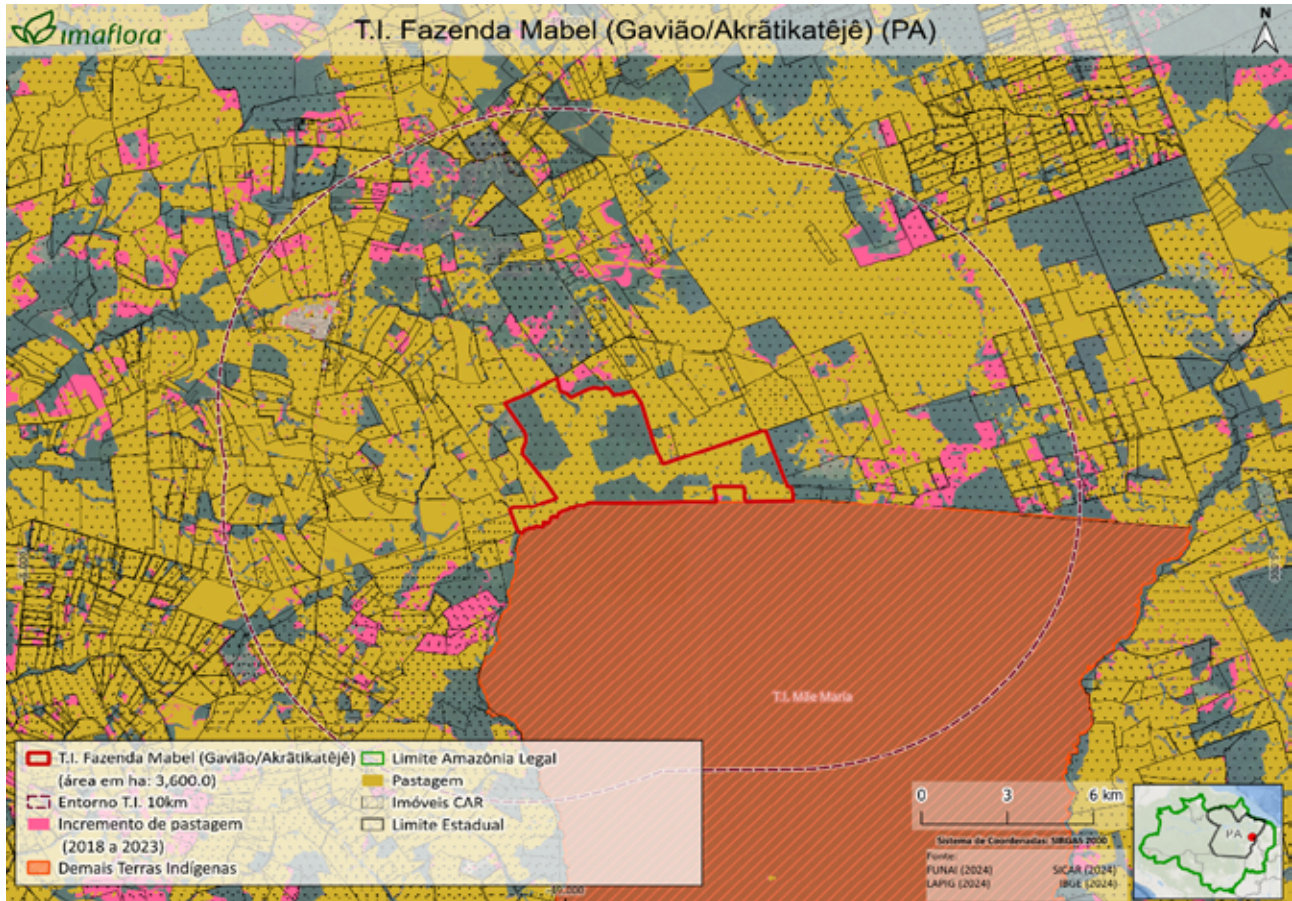 imaflora
T.I. Fazenda Mabel (Gavião/Akrãtikatêjê) (PA)
N
T.I. Mãe Maria
T.I. Fazenda Mabel (Gavião/Akrãtikatêjê)
(área em ha: 3,600.0)
Entorno T.I. 10km
Incremento de pastagem
(2018 a 2023)
Demais Terras Indígenas
Limite Amazônia Legal
Pastagem
Imóveis CAR
Limite Estadual
0 3 6 km
Sistema de Coordenadas: SIRGAS 2000
Fonte:
FUNAI (2024) SICAR (2024)
LAPIG (2024) IBGE (2024)
PA